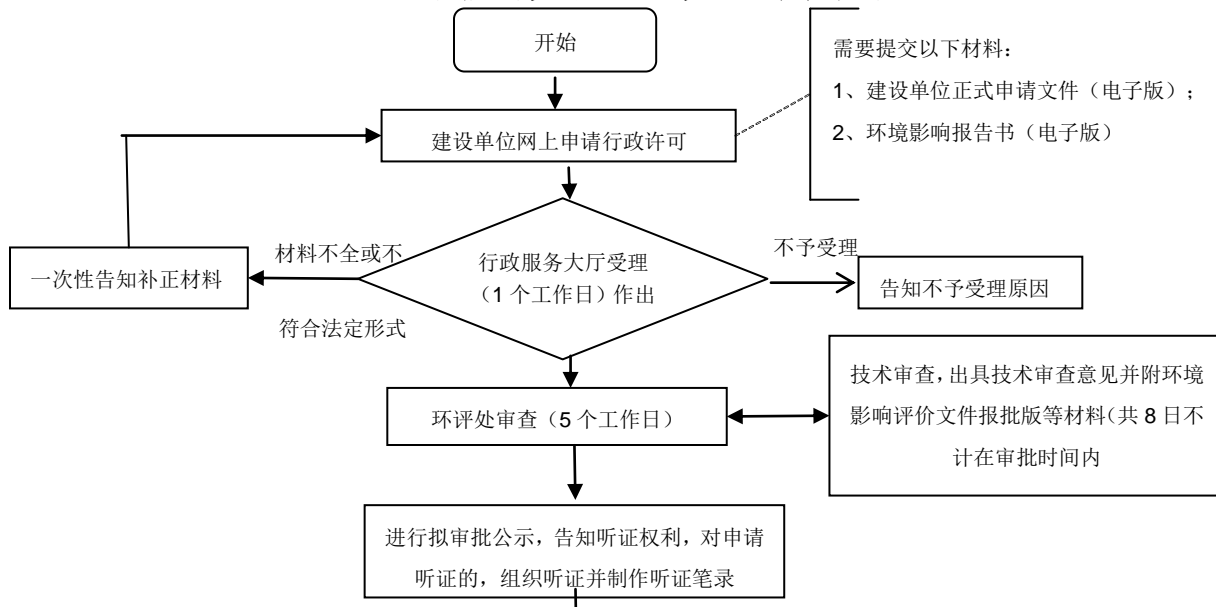 开始
需要提交以下材料：
1、建设单位正式申请文件（电子版）；
2、环境影响报告书（电子版）
建设单位网上申请行政许可
材料不全或不
符合法定形式
一次性告知补正材料
行政服务大厅受理
（1 个工作日）作出
不予受理
告知不予受理原因
环评处审查（5 个工作日）
技术审查，出具技术审查意见并附环境
影响评价文件报批版等材料（共 8 日不
计在审批时间内
进行拟审批公示，告知听证权利，对申请
听证的，组织听证并制作听证笔录